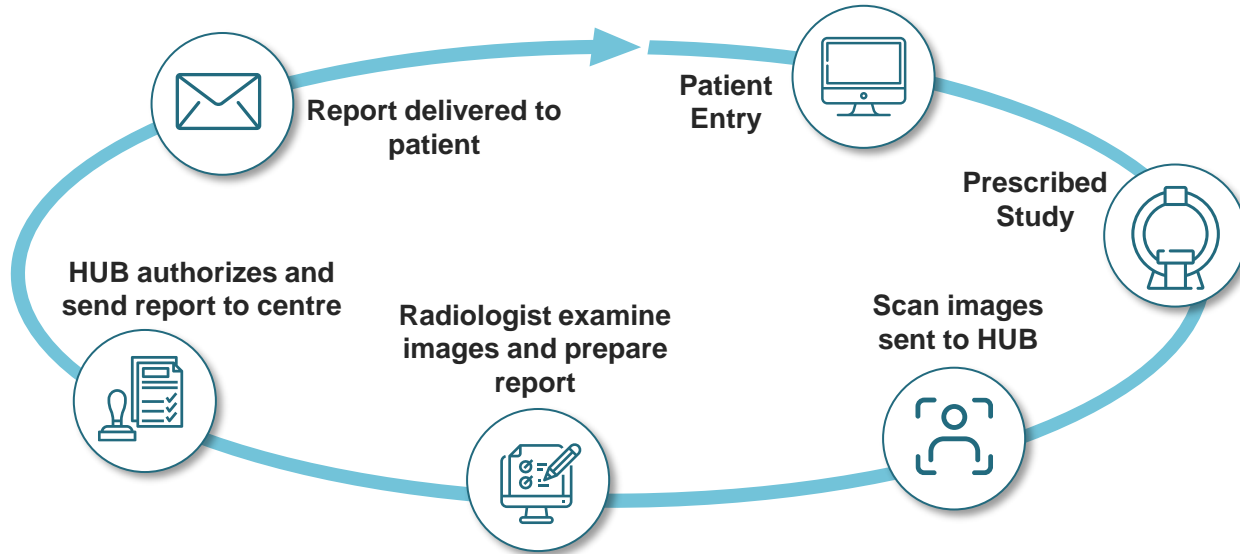 Patient
Entry
Prescribed
Study
Scan images
sent to HUB
Radiologist examine
images and prepare
report
HUB authorizes and
send report to centre
Report delivered to
patient